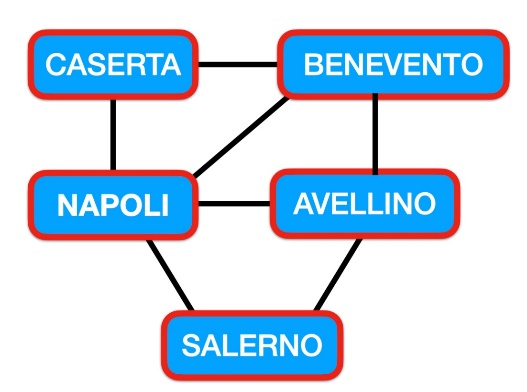 CASERTA
BENEVENTO
NAPOLI
AVELLINO
SALERNO